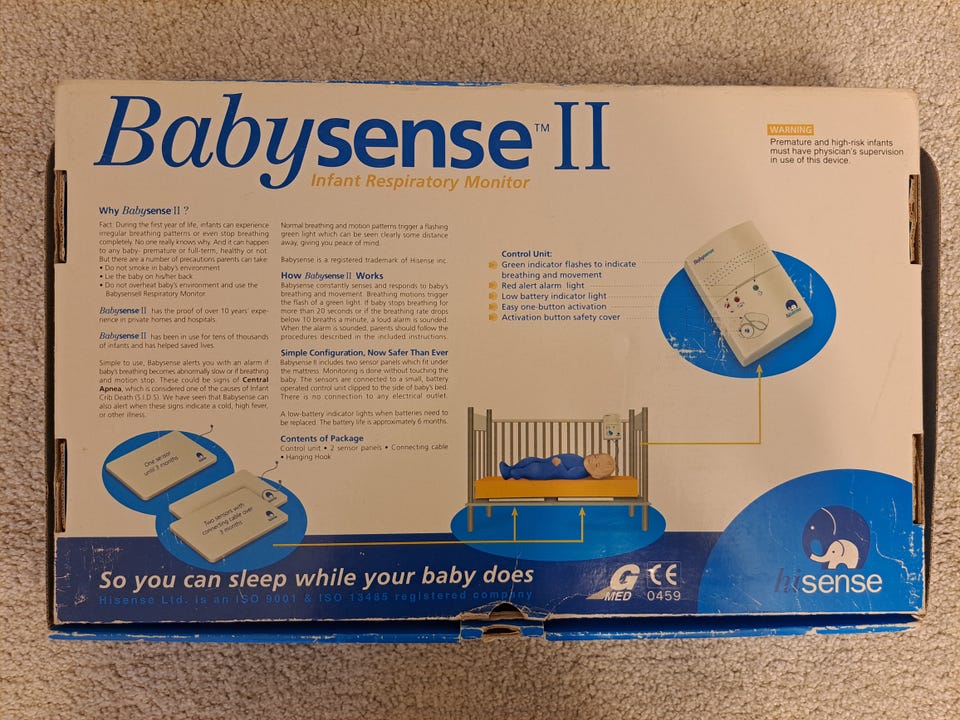 Babysense™ II
Infant Respiratory Monitor
WARNING
Premature and high-risk infants
must have physician's supervision
in use of this device.
Why Babysense II ?
Fact: During the first year of life, infants can experience
irregular breathing patterns or even stop breathing
completely. No one really knows why. And it can happen
to any baby- premature or full-term, healthy or not.
But there are a number of precautions parents can take:
• Do not smoke in baby's environment
• Lie the baby on his/her back
• Do not overheat baby's environment and use the
BabysenseII Respiratory Monitor.
Babysense II has the proof of over 10 years' expe-
rience in private homes and hospitals.
Babysense II has been in use for tens of thousands
of infants and has helped saved lives.
Simple to use, Babysense alerts you with an alarm if
baby's breathing becomes abnormally slow or if breathing
and motion stop. These could be signs of Central
Apnea, which is considered one of the causes of Infant
Crib Death (S.I.D.S). We have seen that Babysense can
also alert when these signs indicate a cold, high fever,
or other illness.
Normal breathing and motion patterns trigger a flashing
green light which can be seen clearly some distance
away, giving you peace of mind.
Babysense is a registered trademark of Hisense inc.
How Babysense II Works
Babysense constantly senses and responds to baby's
breathing and movement. Breathing motions trigger
the flash of a green light. If baby stops breathing for
more than 20 seconds or if the breathing rate drops
below 10 breaths a minute, a loud alarm is sounded.
When the alarm is sounded, parents should follow the
procedures described in the included instructions.
Simple Configuration, Now Safer Than Ever
Babysense II includes two sensor panels which fit under
the mattress. Monitoring is done without touching the
baby. The sensors are connected to a small, battery
operated control unit clipped to the side of baby's bed.
There is no connection to any electrical outlet.
A low-battery indicator lights when batteries need to
be replaced. The battery life is approximately 6 months.
Contents of Package
Control unit • 2 sensor panels • Connecting cable
• Hanging Hook
Control Unit:
Green indicator flashes to indicate
breathing and movement
Red alert alarm light
Low battery indicator light
Easy one-button activation
Activation button safety cover
Babysense
One sensor
until 3 months
Two sensors with
connecting cable over
3 months
So you can sleep while your baby does
Hisense Ltd. is an ISO 9001 & ISO 13485 registered company
G
MED
CE
0459
hisense